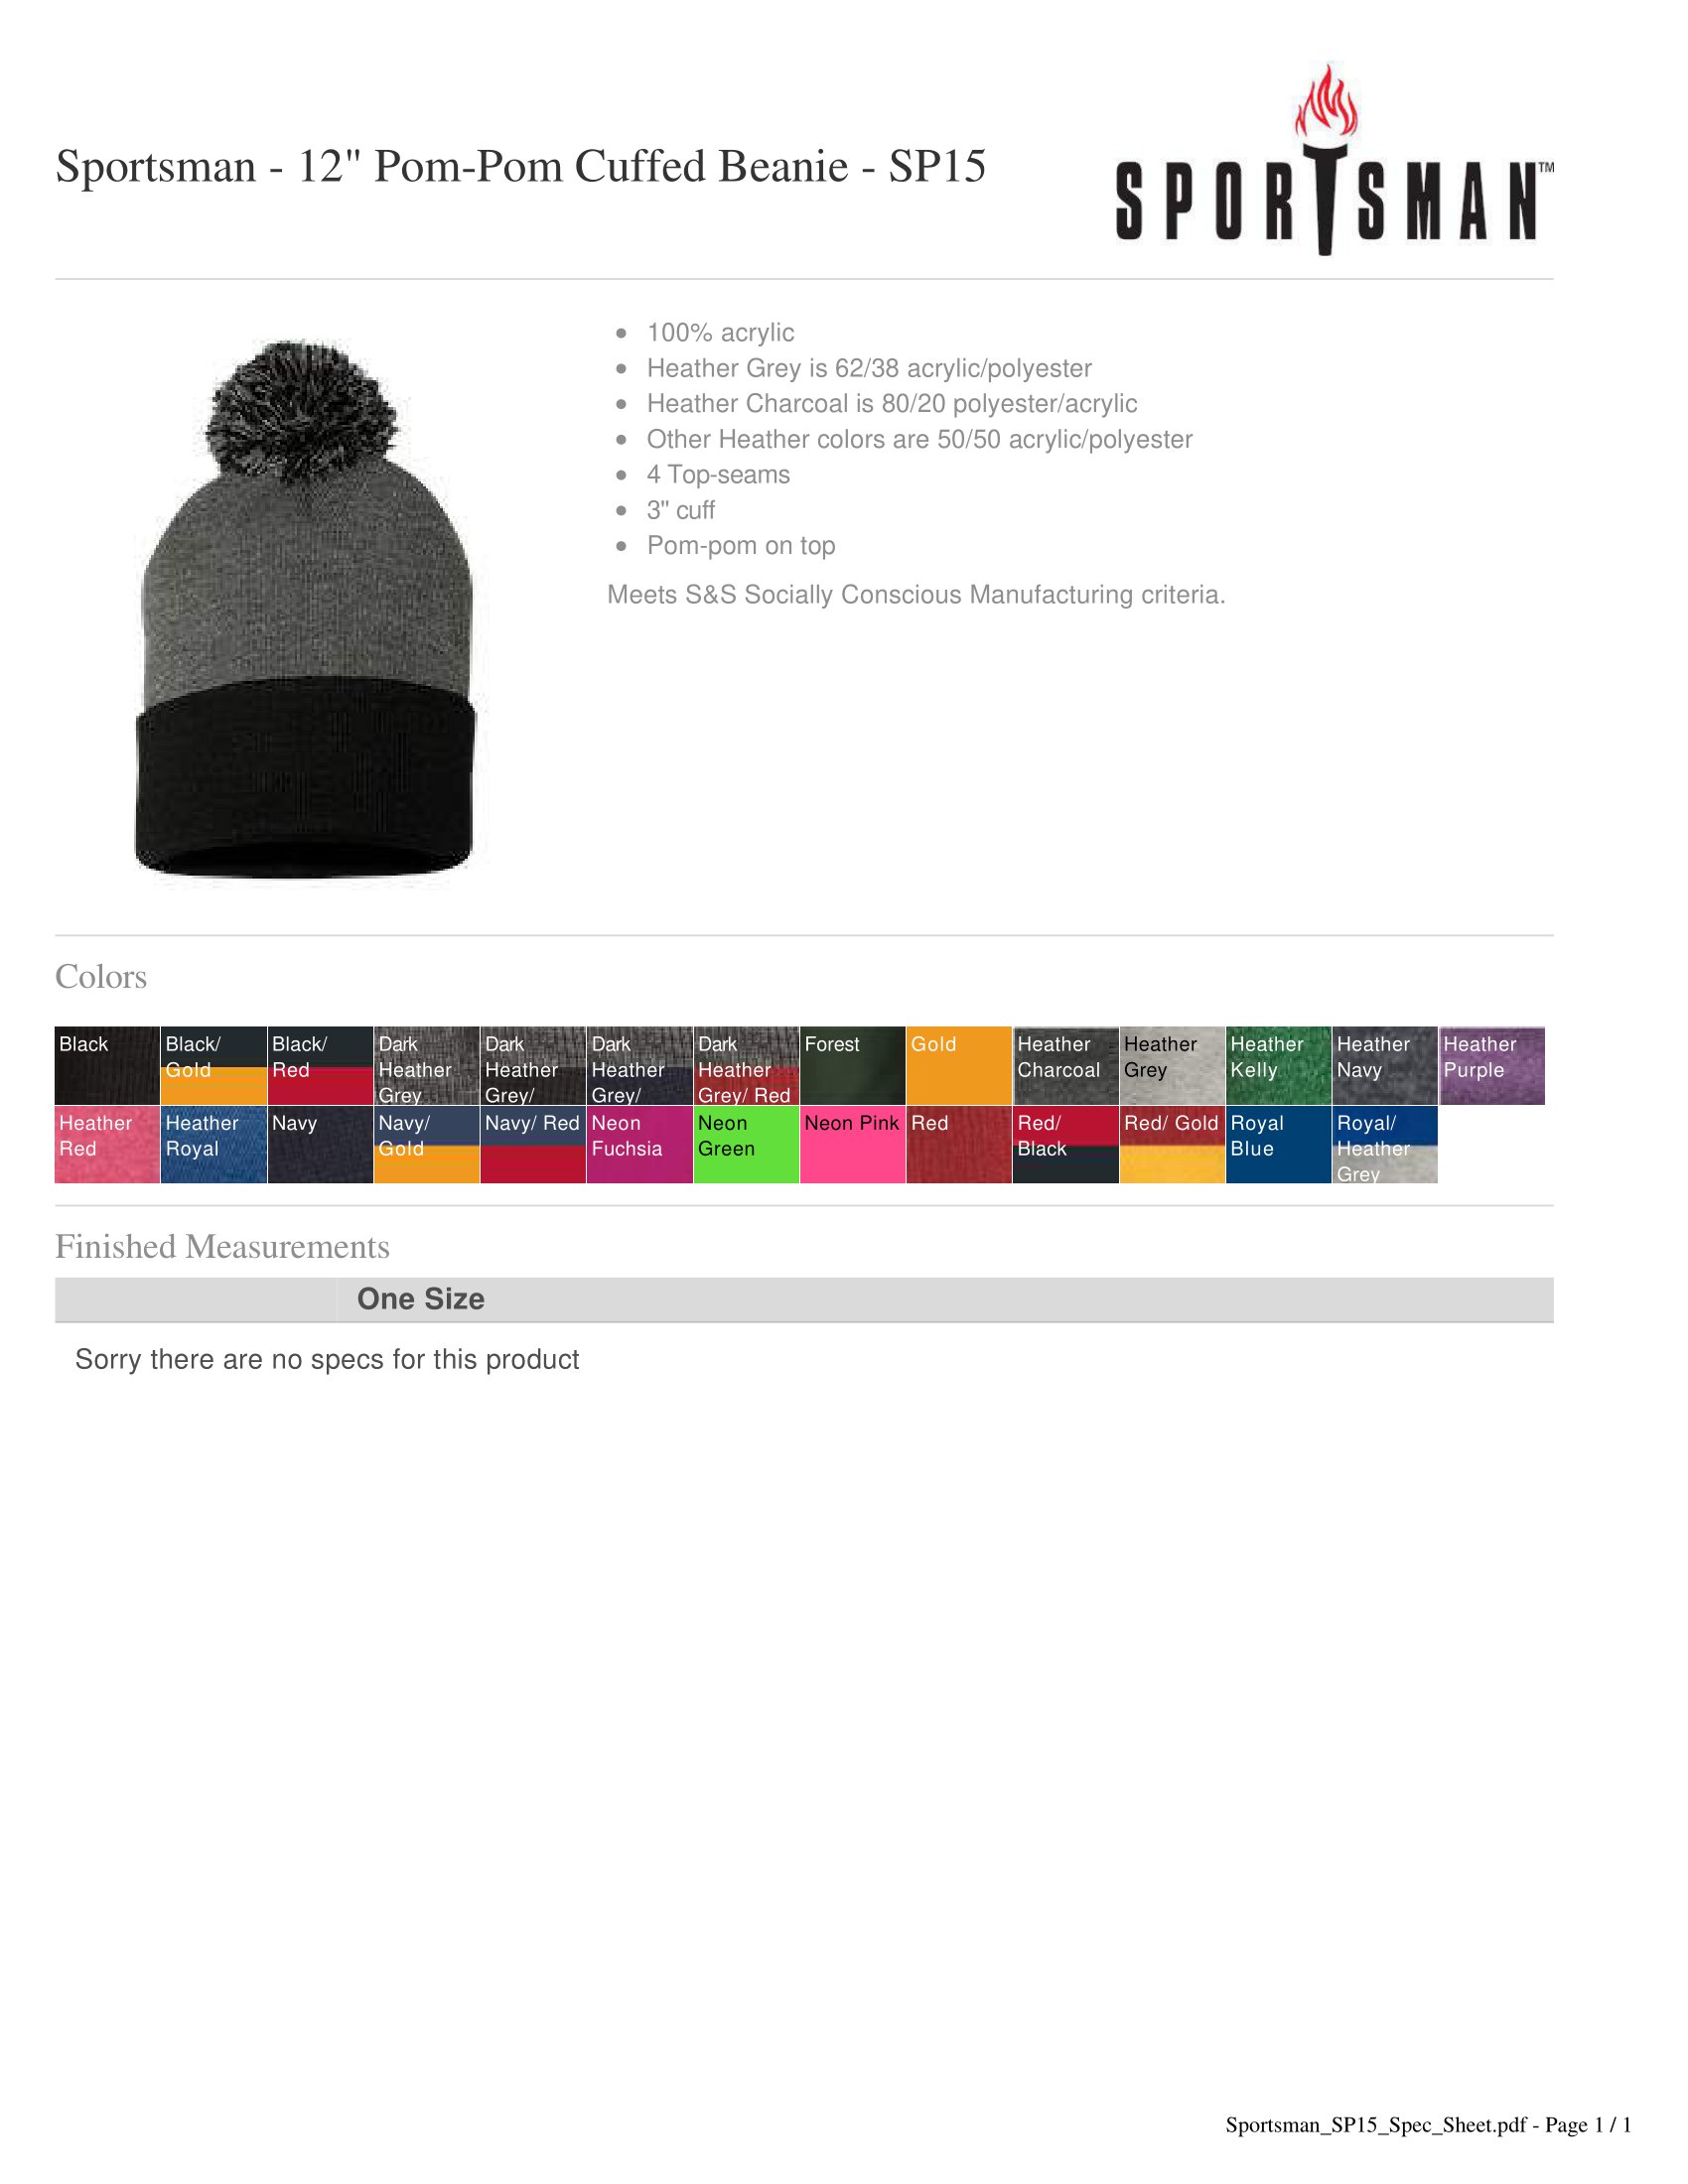 Sportsman - 12" Pom-Pom Cuffed Beanie - SP15
SPORTSMAN™
• 100% acrylic
• Heather Grey is 62/38 acrylic/polyester
• Heather Charcoal is 80/20 polyester/acrylic
• Other Heather colors are 50/50 acrylic/polyester
• 4 Top-seams
• 3" cuff
• Pom-pom on top
Meets S&S Socially Conscious Manufacturing criteria.
Colors
Black
Black/
Gold
Black/
Red
Dark
Heather
Grey
Dark
Heather
Grey/
Dark
Heather
Grey/
Dark
Heather
Grey/ Red
Forest
Gold
Heather
Charcoal
Heather
Grey
Heather
Kelly
Heather
Navy
Heather
Purple
Heather
Red
Heather
Royal
Navy
Navy/
Gold
Navy/ Red
Neon
Fuchsia
Neon
Green
Neon Pink
Red
Red/
Black
Red/ Gold
Royal
Blue
Royal/
Heather
Grey
Finished Measurements
One Size
Sorry there are no specs for this product
Sportsman_SP15_Spec_Sheet.pdf - Page 1 / 1